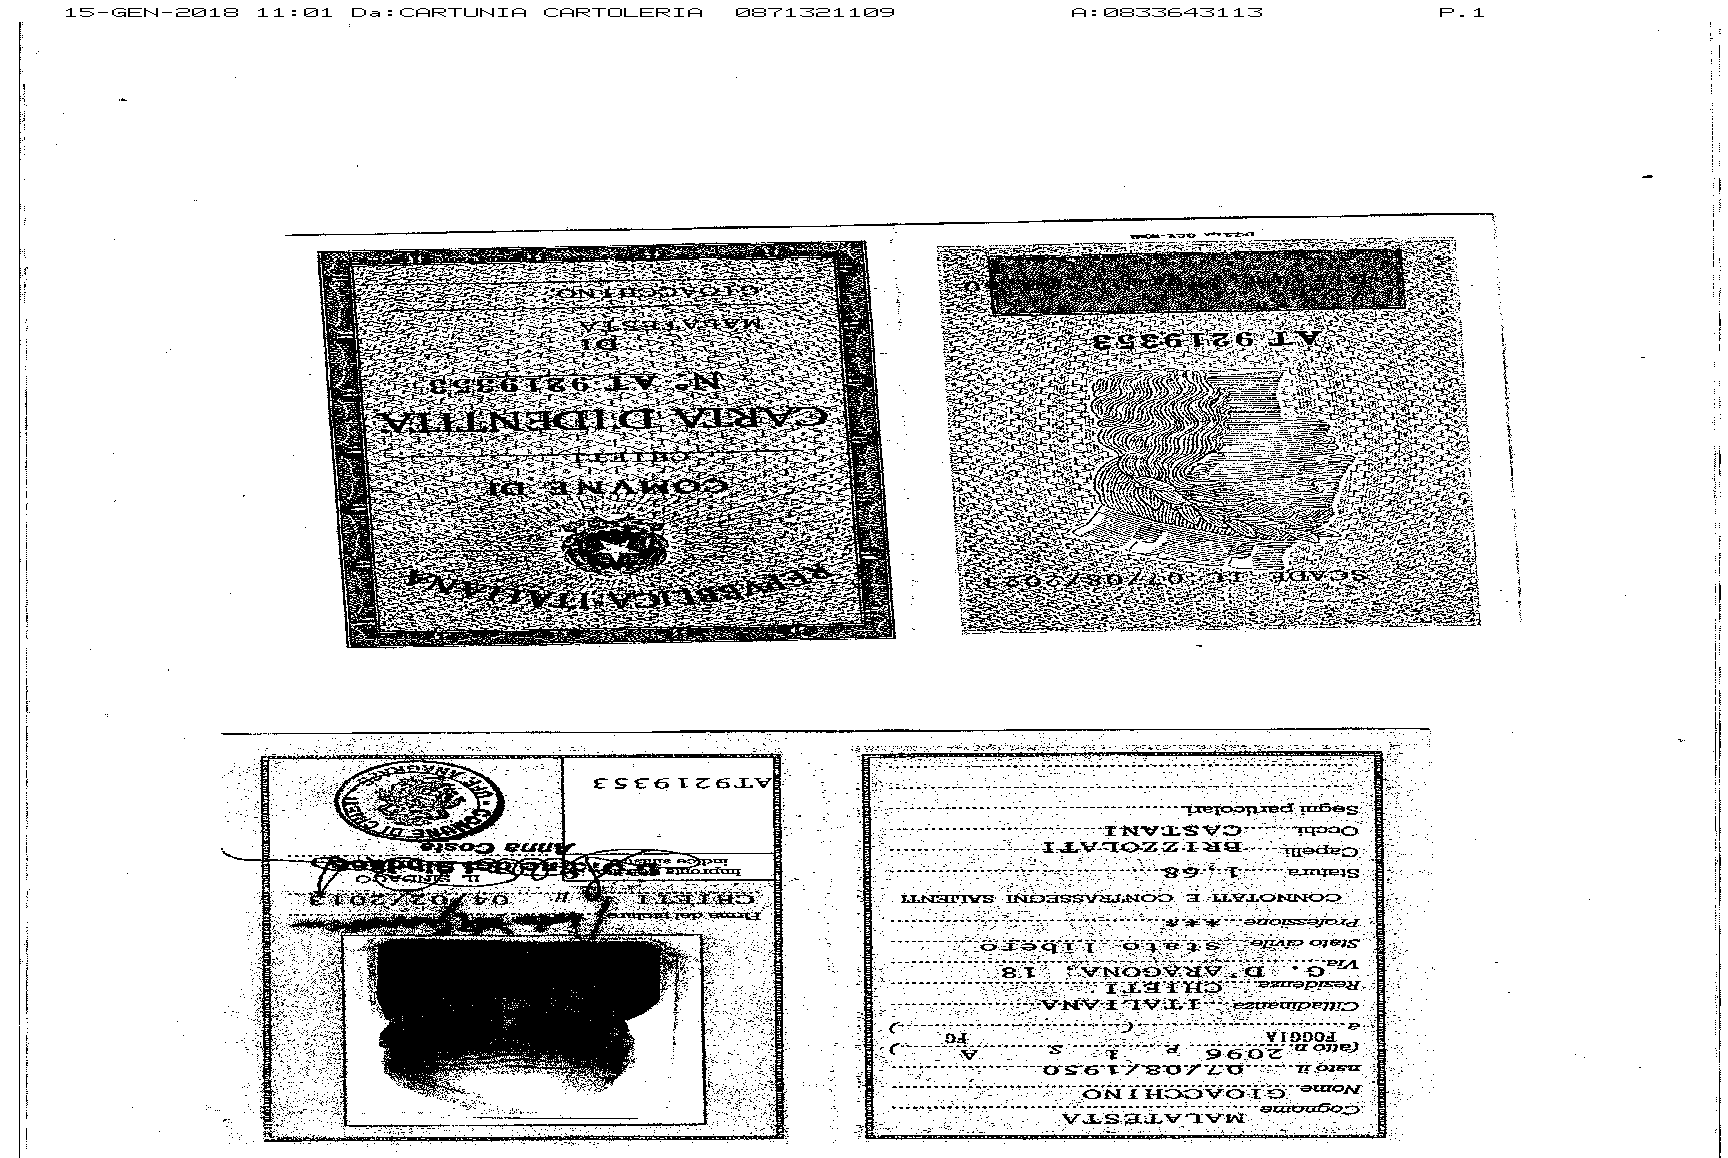 15-GEN-2018 11:01 Da:CARTUNIA CARTOLERIA 0871321109 A:0833643113 P.1
REPVBBLICA ITALIANA
COMVNE DI
CHIETI
CARTA D'IDENTITA
N° AT 9219353
DI
MALATESTA
GIOACCHINO
SCADE IL 07/08/2023
AT 9219353
Cognome MALATESTA
Nome GIOACCHINO
nato il 07/08/1950
(atto n. 2096 P. 1 S. A )
a FOGGIA ( FG )
Cittadinanza ITALIANA
Residenza CHIETI
Via G. D'ARAGONA, 18
Stato civile stato libero
Professione ***
CONNOTATI E CONTRASSEGNI SALIENTI
Statura 1,68
Capelli BRIZZOLATI
Occhi CASTANI
Segni particolari
Firma del titolare
CHIETI li 04/02/2013
Impronta del dito
indice sinistro
IL SINDACO
Anna Costa
COMUNE DI CHIETI
AT9219353